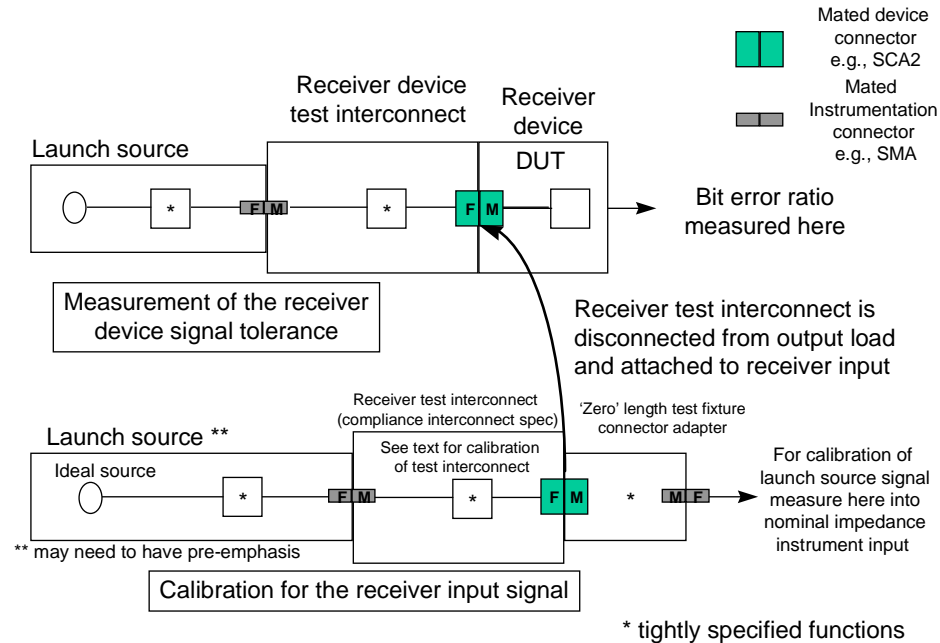 Mated device
connector
e.g., SCA2
Mated
Instrumentation
connector
e.g., SMA
Receiver device
test interconnect
Receiver
device
Launch source
DUT
*
F M
*
F M
Bit error ratio
measured here
Measurement of the receiver
device signal tolerance
Receiver test interconnect is
disconnected from output load
and attached to receiver input
Receiver test interconnect
(compliance interconnect spec)
'Zero' length test fixture
connector adapter
Launch source **
See text for calibration
of test interconnect
Ideal source
*
F M
*
F M
*
M F
For calibration of
launch source signal
measure here into
nominal impedance
instrument input
** may need to have pre-emphasis
Calibration for the receiver input signal
* tightly specified functions